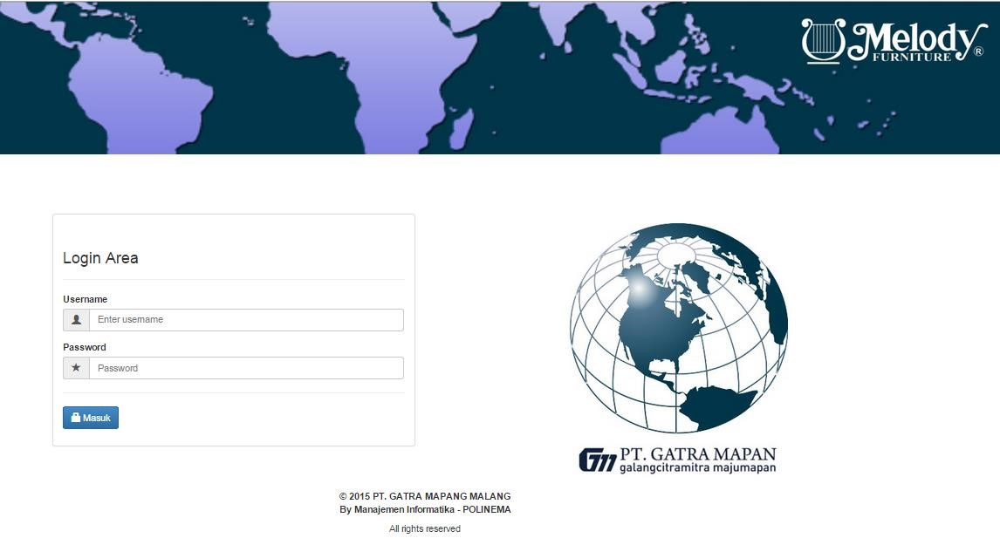 Melody
FURNITURE ®
Login Area
Username
Enter username
Password
Password
Masuk
Gm PT. GATRA MAPAN
galangcitramitra majumapan
© 2015 PT. GATRA MAPANG MALANG
By Manajemen Informatika - POLINEMA
All rights reserved